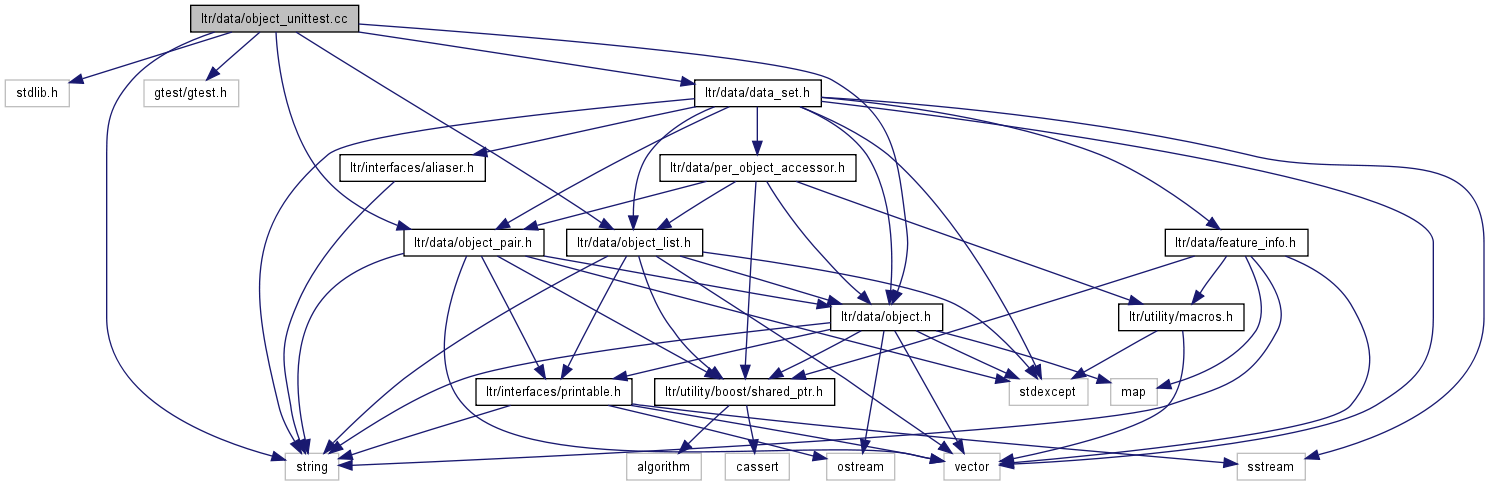 ltr/data/object_unittest.cc
stdlib.h
gtest/gtest.h
ltr/data/data_set.h
ltr/interfaces/aliaser.h
ltr/data/per_object_accessor.h
ltr/data/object_pair.h
ltr/data/object_list.h
ltr/data/feature_info.h
ltr/data/object.h
ltr/utility/macros.h
ltr/interfaces/printable.h
ltr/utility/boost/shared_ptr.h
stdexcept
map
string
algorithm
cassert
ostream
vector
sstream